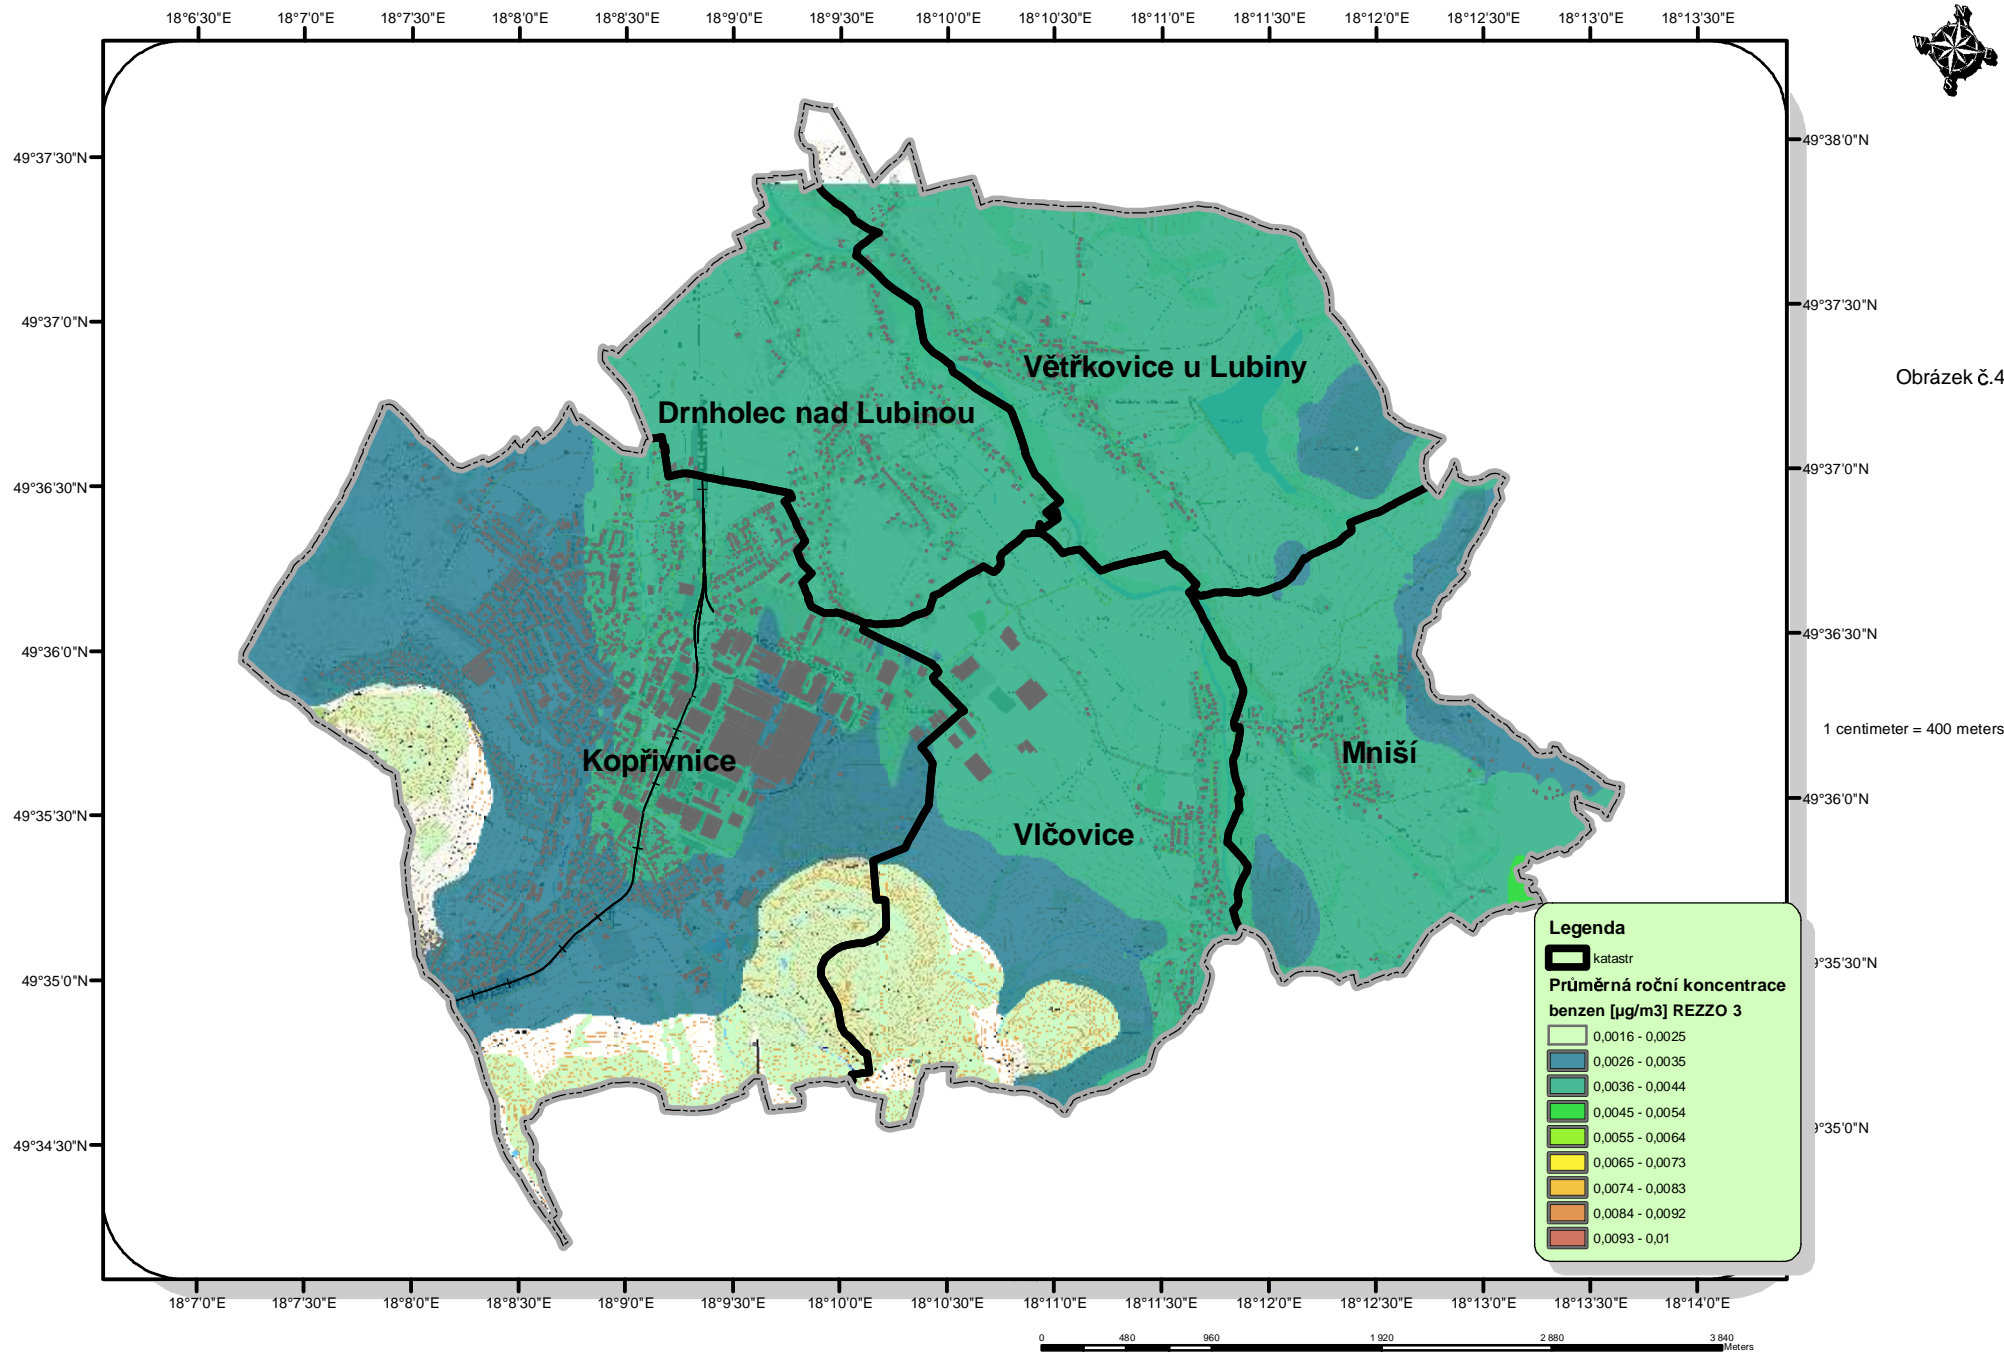 18°6'30"E 18°7'0"E 18°7'30"E 18°8'0"E 18°8'30"E 18°9'0"E 18°9'30"E 18°10'0"E 18°10'30"E 18°11'0"E 18°11'30"E 18°12'0"E 18°12'30"E 18°13'0"E 18°13'30"E
N
W
E
S
49°37'30"N
49°37'0"N
49°36'30"N
49°36'0"N
49°35'30"N
49°35'0"N
49°34'30"N
Větřkovice u Lubiny
Drnholec nad Lubinou
Kopřivnice
Mniší
Vlčovice
49°38'0"N
49°37'30"N
49°37'0"N
49°36'30"N
49°36'0"N
9°35'30"N
9°35'0"N
Obrázek č.4
1 centimeter = 400 meters
Legenda
katastr
Průměrná roční koncentrace
benzen [µg/m3] REZZO 3
0,0016 - 0,0025
0,0026 - 0,0035
0,0036 - 0,0044
0,0045 - 0,0054
0,0055 - 0,0064
0,0065 - 0,0073
0,0074 - 0,0083
0,0084 - 0,0092
0,0093 - 0,01
18°7'0"E 18°7'30"E 18°8'0"E 18°8'30"E 18°9'0"E 18°9'30"E 18°10'0"E 18°10'30"E 18°11'0"E 18°11'30"E 18°12'0"E 18°12'30"E 18°13'0"E 18°13'30"E 18°14'0"E
0 480 960 1 920 2 880 3 840
Meters